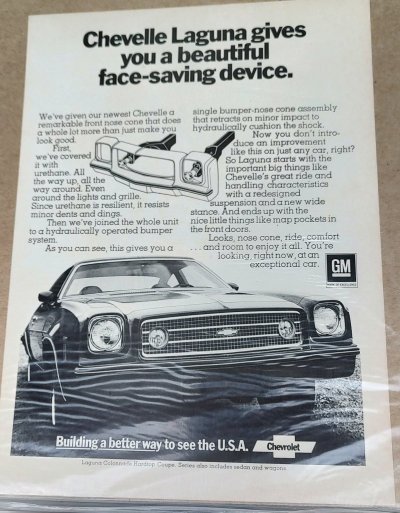 Chevelle Laguna gives
you a beautiful
face-saving device.
We've given our newest Chevelle a
remarkable front nose cone that does
a whole lot more than just make you
look good.
First,
we've covered
it with
urethane. All
the way up, all the
way around. Even
around the lights and grille.
Since urethane is resilient, it resists
minor dents and dings.
Then we've joined the whole unit
to a hydraulically operated bumper
system.
As you can see, this gives you a
single bumper-nose cone assembly
that retracts on minor impact to
hydraulically cushion the shock.
Now you don't intro-
duce an improvement
like this on just any car, right?
So Laguna starts with the
important big things like
Chevelle's great ride and
handling characteristics
with a redesigned
suspension and a new wide
stance. And ends up with the
nice little things like map pockets in
the front doors.
Looks, nose cone, ride, comfort
...and room to enjoy it all. You're
looking, right now, at an
exceptional car.
GM
MARK OF EXCELLENCE
Building a better way to see the U.S.A. Chevrolet
Laguna Colonnade Hardtop Coupe. Series also includes sedan and wagons.